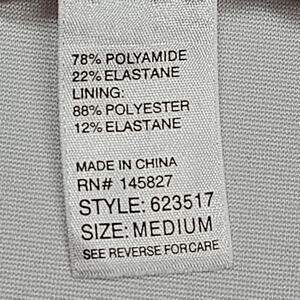 78% POLYAMIDE
22% ELASTANE
LINING:
88% POLYESTER
12% ELASTANE
MADE IN CHINA
RN# 145827
STYLE: 623517
SIZE: MEDIUM
SEE REVERSE FOR CARE